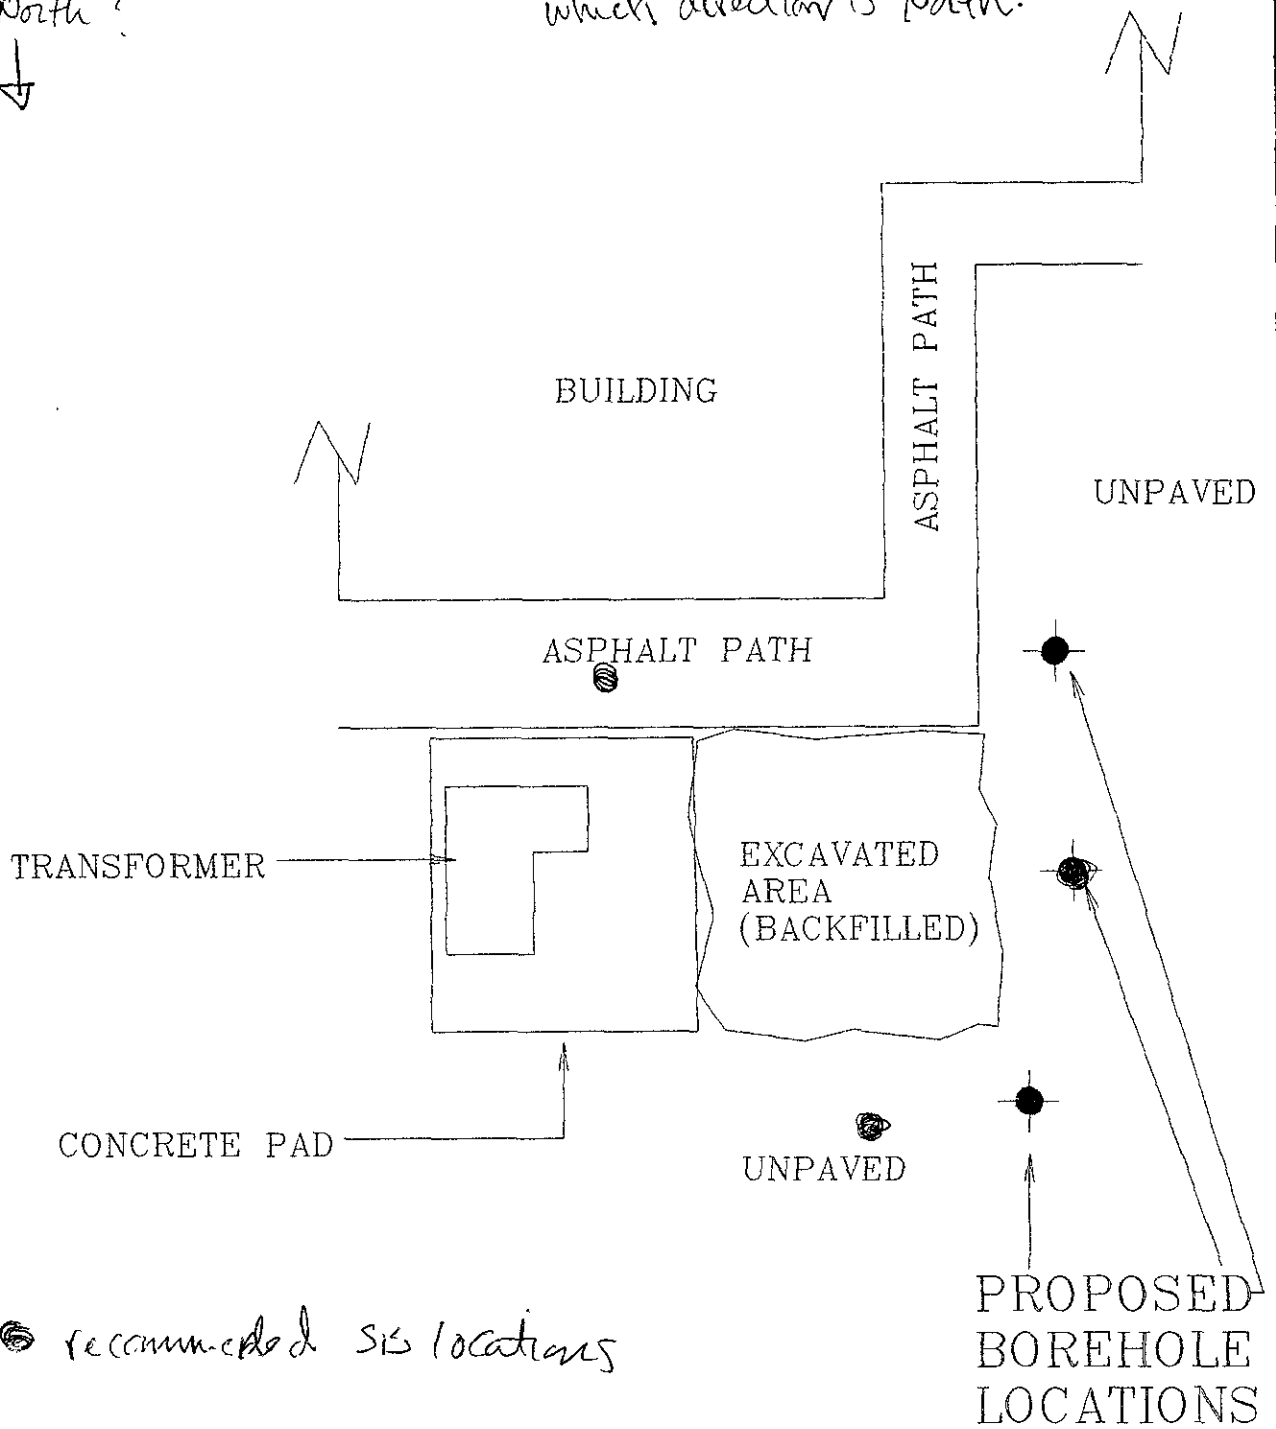 North?
which direction is North.
BUILDING
ASPHALT PATH
UNPAVED
ASPHALT PATH
TRANSFORMER
EXCAVATED
AREA
(BACKFILLED)
CONCRETE PAD
UNPAVED
PROPOSED
BOREHOLE
LOCATIONS
recommended locations